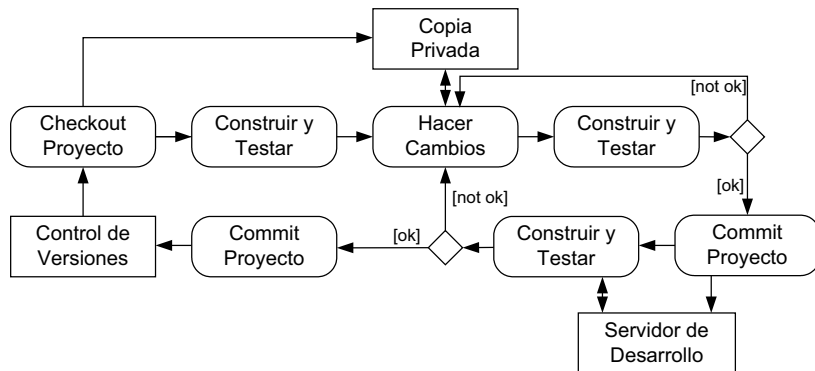 Copia
Privada
[not ok]
Checkout
Proyecto
Construir y
Testar
Hacer
Cambios
Construir y
Testar
[ok]
[not ok]
Control de
Versiones
Commit
Proyecto
[ok]
Construir y
Testar
Commit
Proyecto
Servidor de
Desarrollo